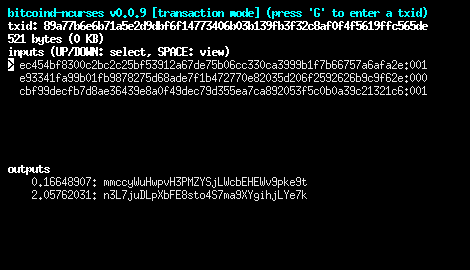 bitcoind-ncurses v0.0.9 [transaction mode] (press 'G' to enter a txid)
txid: 89a77b6e6b71a5e2d9dbf6f14773406b03b139fb3f32c8af0f4f5619ffc565de
521 bytes (0 KB)
inputs (UP/DOWN: select, SPACE: view)
> ec454bf8300c2bc2c25bf53912a67de75b06cc330ca3999b1f7b66757a6afa2e:001
e93341fa99b01fb9878275d68ade7f1b472770e82035d206f2592626b9c9f62e:000
cbf99decfb7d8ae36439e8a0f49dec79d355ea7ca892053f5c0b0a39c21321c6:001
outputs
0.16648907: mmccyWuHwpvH3PMZYSjLWcbEHEWv9pke9t
2.05762031: n3L7juDLpXbFE8sto4S7ma9XYgihjLYe7k